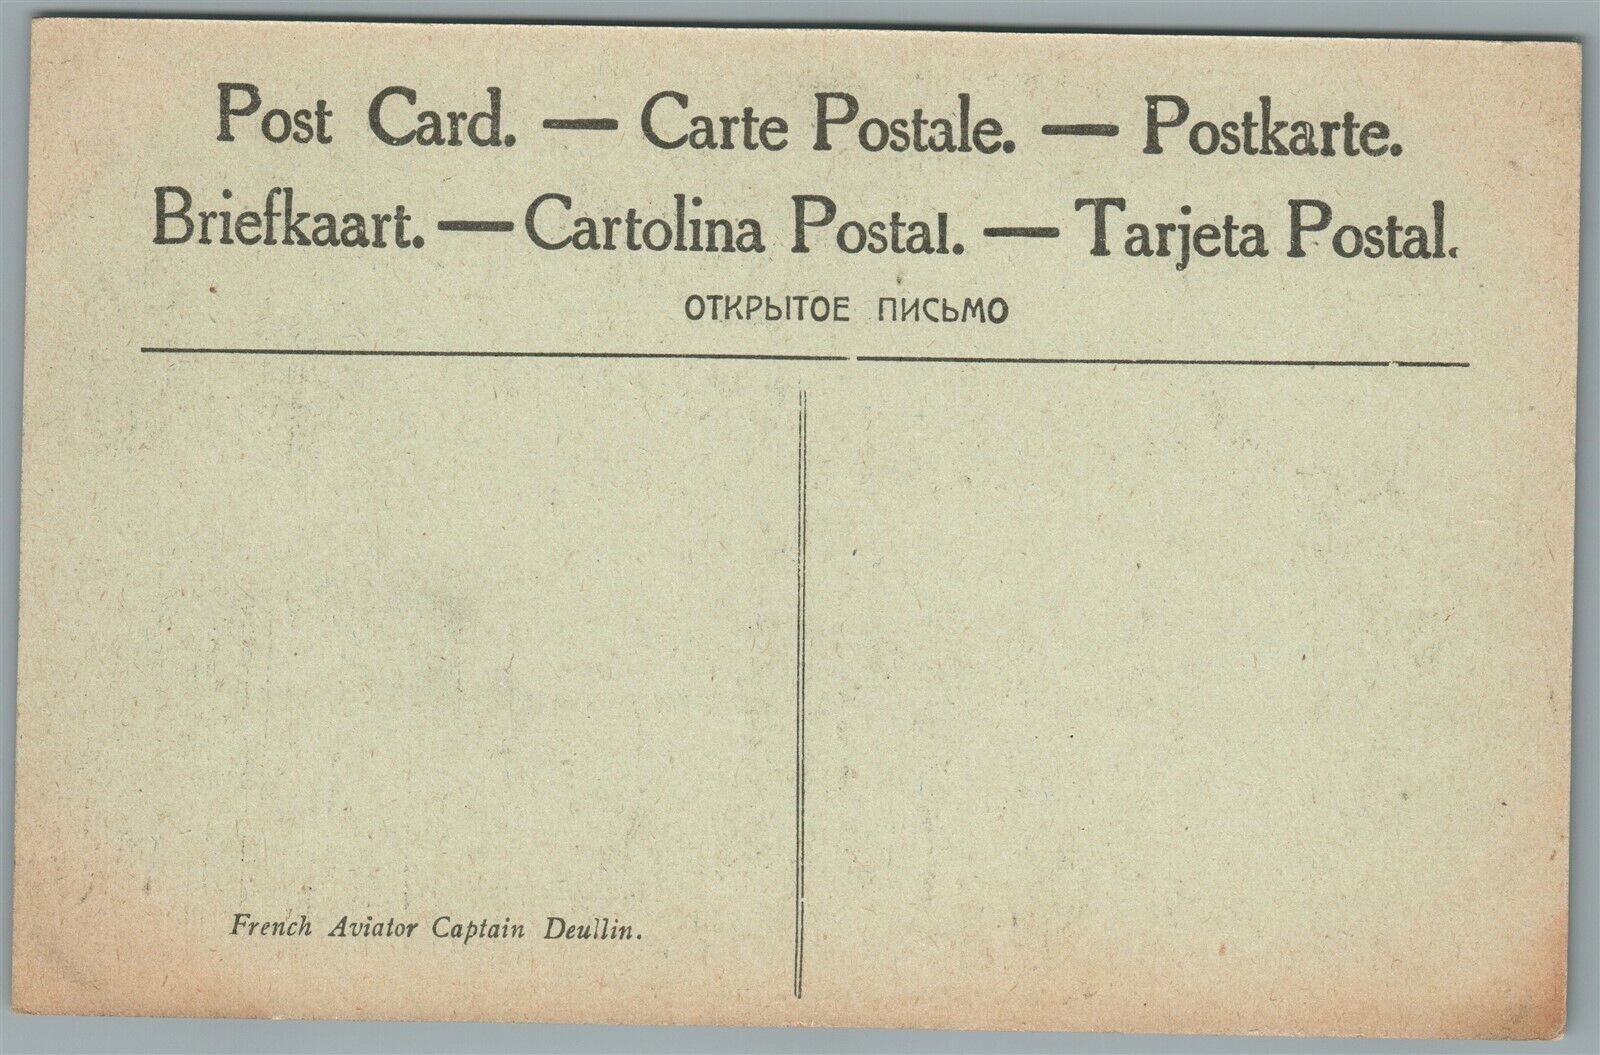 Post Card. — Carte Postale. — Postkarte.
Briefkaart. — Cartolina Postal. — Tarjeta Postal.
ОТКРЫТОЕ ПИСЬМО
French Aviator Captain Deullin.